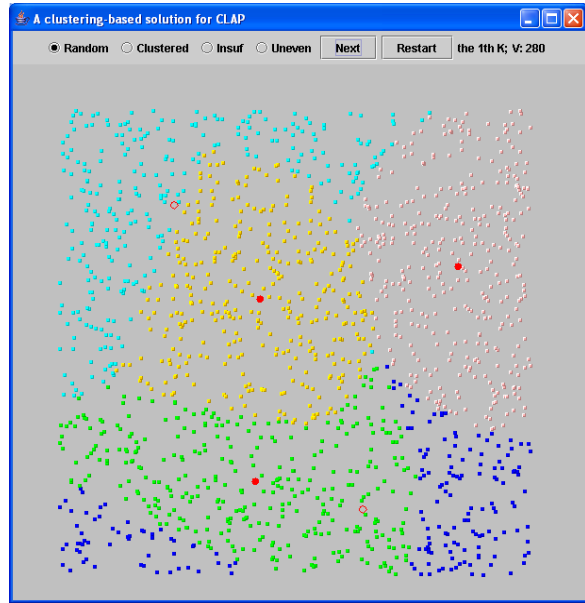 A clustering-based solution for CLAP
Random Clustered Insuf Uneven Next Restart the 1th K; V: 280